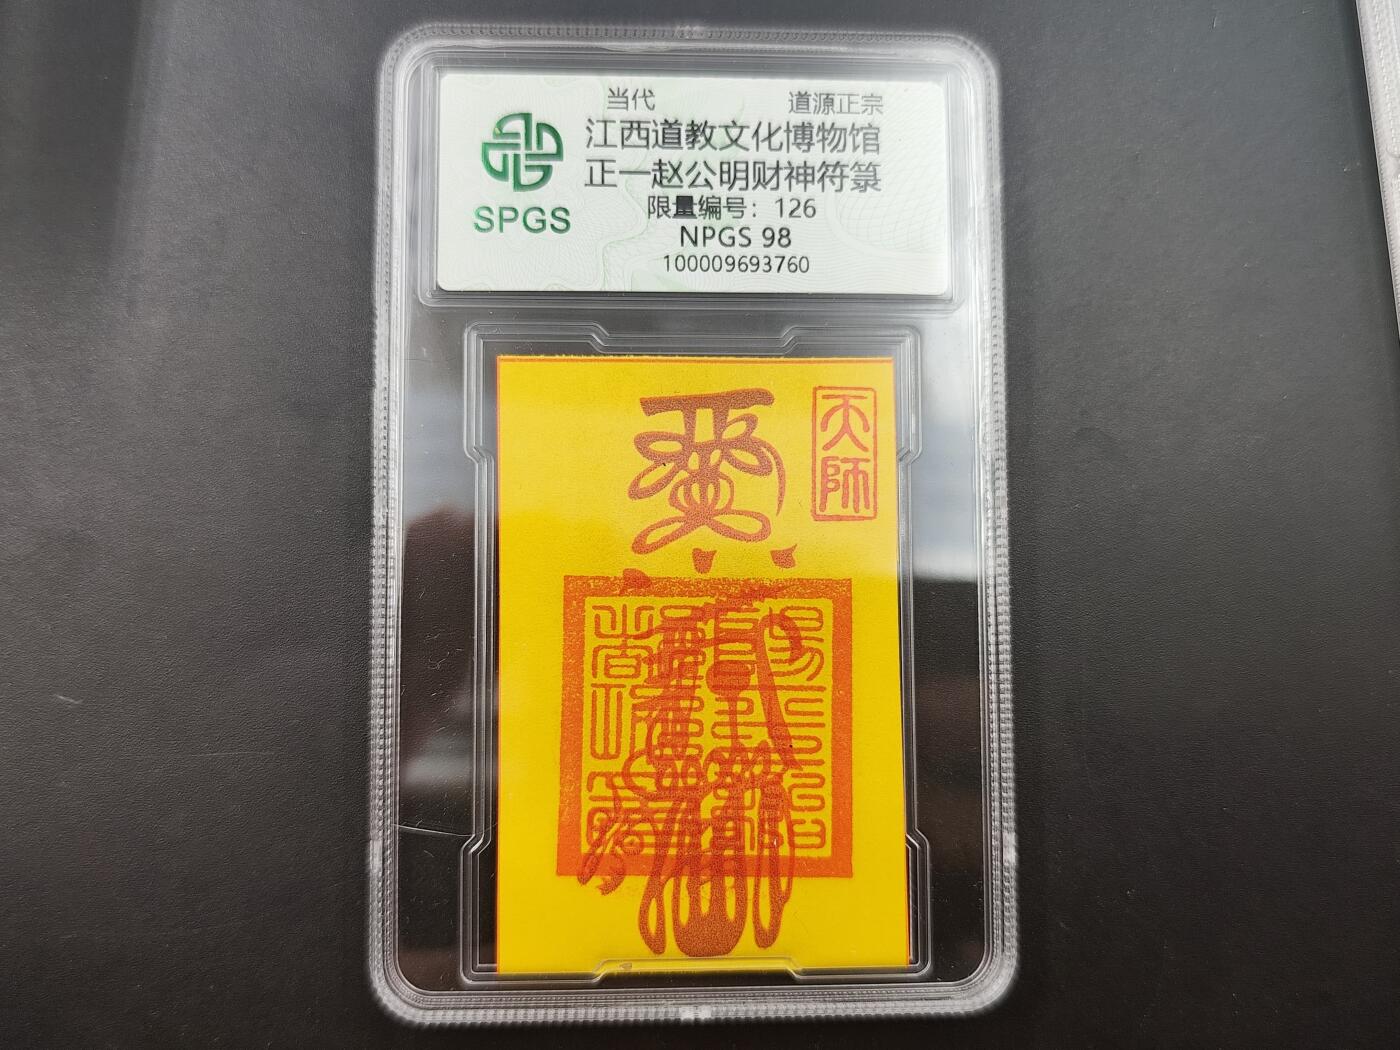 当代 道源正宗
江西道教文化博物馆
正一赵公明财神符箓
限量编号：126
NPGS 98
100009693760
SPGS
天师